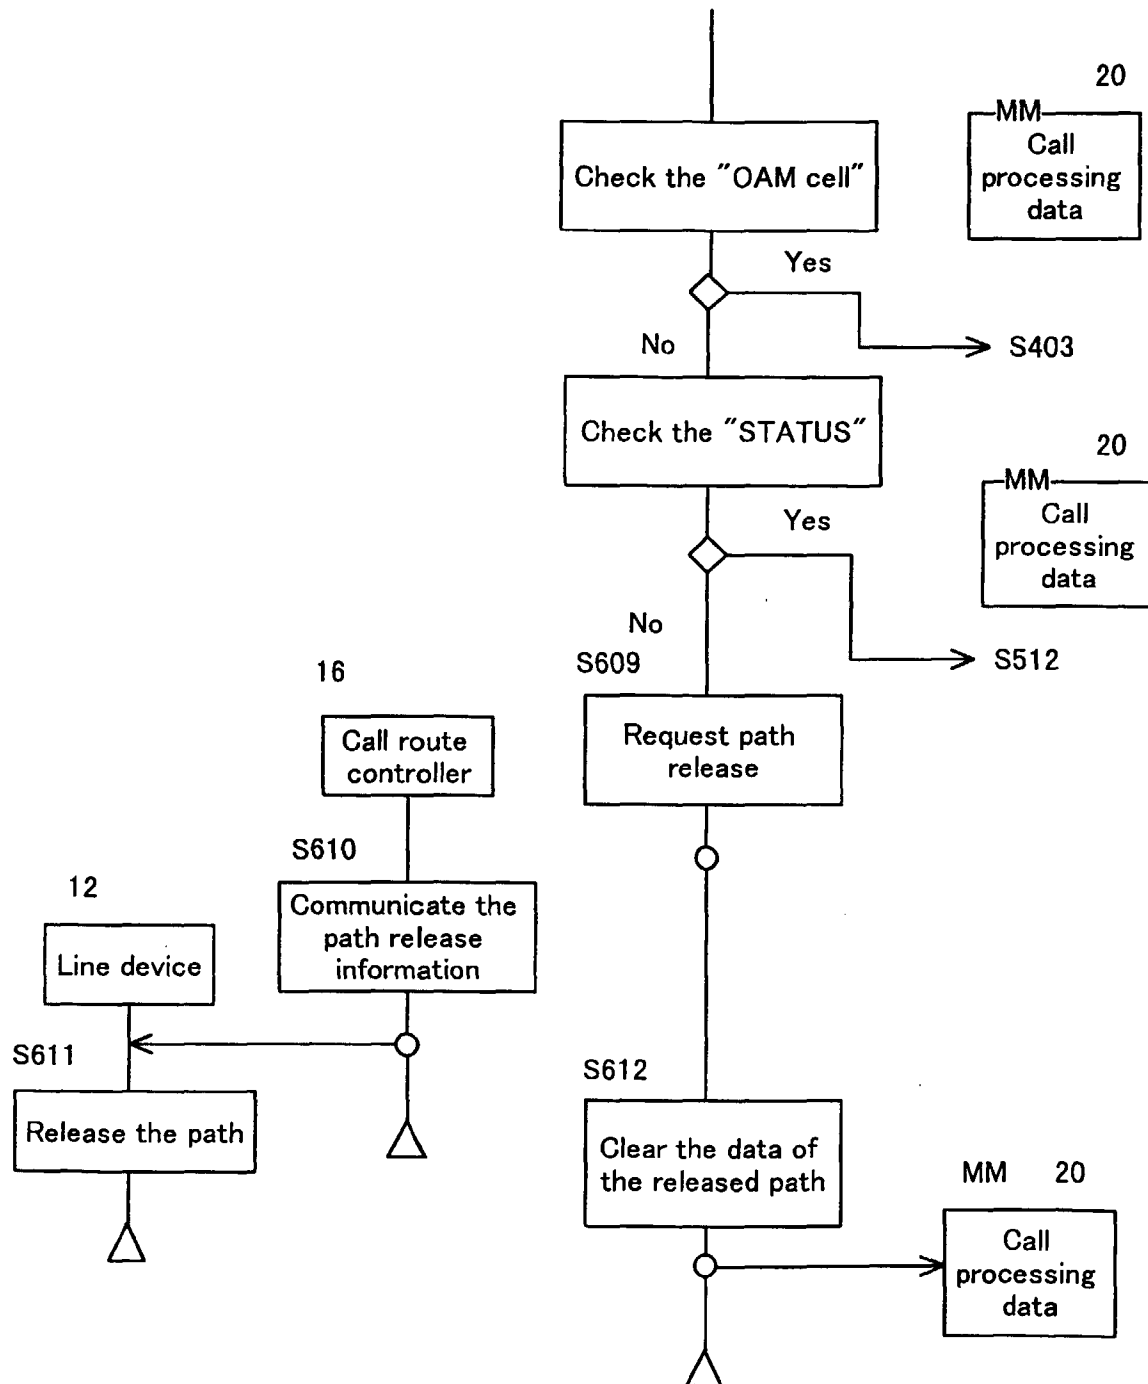 20
MM
Call
processing
data
Check the "OAM cell"
Yes
No
S403
Check the "STATUS"
20
MM
Call
processing
data
Yes
No
S512
S609
Request path
release
16
Call route
controller
S610
Communicate the
path release
information
12
Line device
S611
Release the path
S612
Clear the data of
the released path
MM 20
Call
processing
data